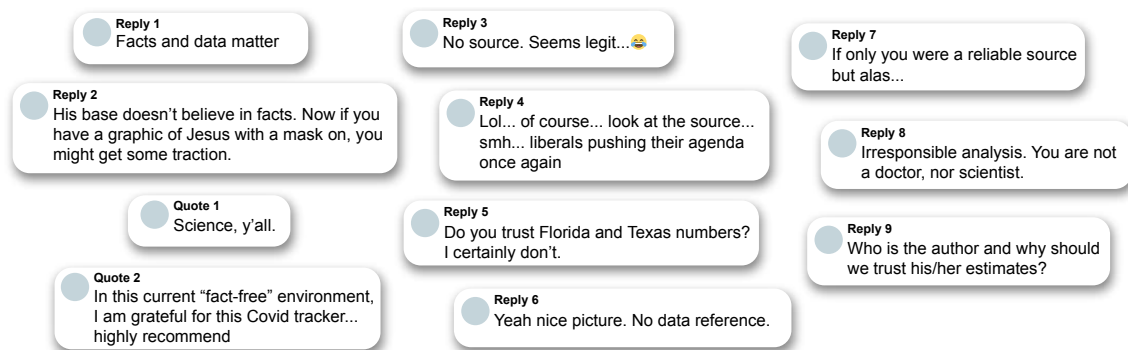 Reply 1
Facts and data matter
Reply 2
His base doesn’t believe in facts. Now if you
have a graphic of Jesus with a mask on, you
might get some traction.
Quote 1
Science, y’all.
Quote 2
In this current “fact-free” environment,
I am grateful for this Covid tracker...
highly recommend
Reply 3
No source. Seems legit...😂
Reply 4
Lol... of course... look at the source...
smh... liberals pushing their agenda
once again
Reply 5
Do you trust Florida and Texas numbers?
I certainly don’t.
Reply 6
Yeah nice picture. No data reference.
Reply 7
If only you were a reliable source
but alas...
Reply 8
Irresponsible analysis. You are not
a doctor, nor scientist.
Reply 9
Who is the author and why should
we trust his/her estimates?